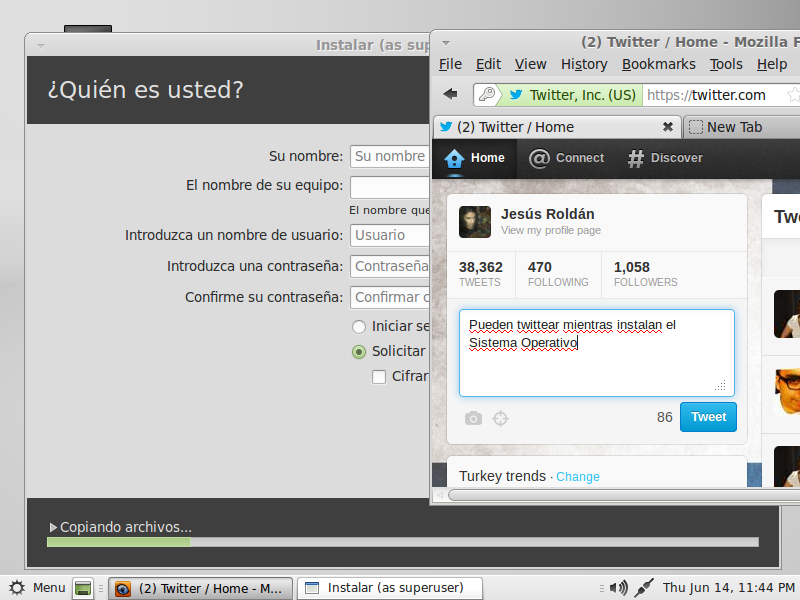 Instalar (as sup
¿Quién es usted?
Su nombre:
Su nombre
El nombre de su equipo:
El nombre que
Introduzca un nombre de usuario:
Usuario
Introduzca una contraseña:
Contraseña
Confirme su contraseña:
Confirmar c
Iniciar se
Solicitar
Cifrar
Copiando archivos...
(2) Twitter / Home - Mozilla F
File Edit View History Bookmarks Tools Help
Twitter, Inc. (US) https://twitter.com
(2) Twitter / Home
New Tab
Home Connect Discover
Jesús Roldán
View my profile page
38,362 470 1,058
TWEETS FOLLOWING FOLLOWERS
Pueden twittear mientras instalan el
Sistema Operativo
86 Tweet
Turkey trends · Change
Twe
Menu
(2) Twitter / Home - M...
Instalar (as superuser)
Thu Jun 14, 11:44 PM